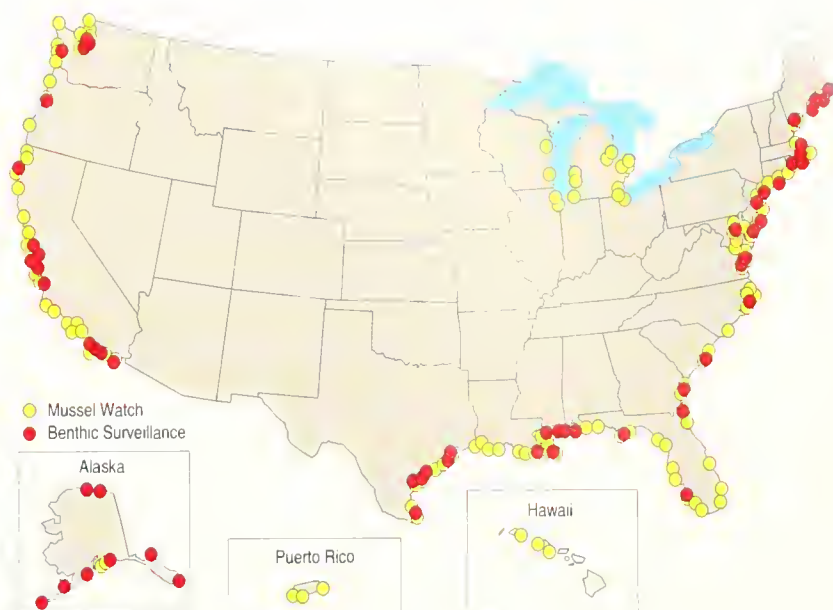 Mussel Watch
Benthic Surveillance
Alaska
Puerto Rico
Hawaii